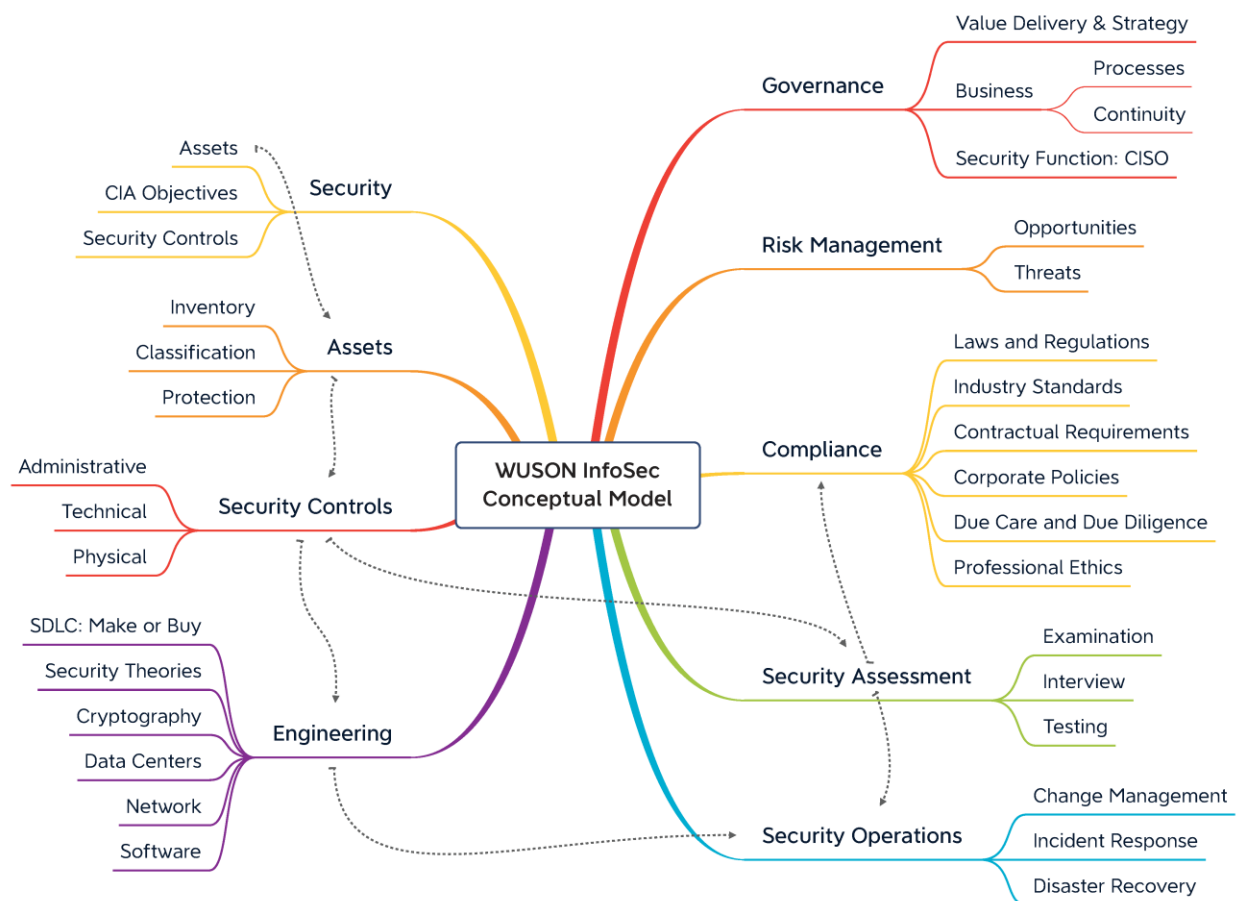 WUSON InfoSec
Conceptual Model
Governance
Value Delivery & Strategy
Business
Processes
Continuity
Security Function: CISO
Risk Management
Opportunities
Threats
Compliance
Laws and Regulations
Industry Standards
Contractual Requirements
Corporate Policies
Due Care and Due Diligence
Professional Ethics
Security Assessment
Examination
Interview
Testing
Security Operations
Change Management
Incident Response
Disaster Recovery
Security
Assets
CIA Objectives
Security Controls
Assets
Inventory
Classification
Protection
Security Controls
Administrative
Technical
Physical
Engineering
SDLC: Make or Buy
Security Theories
Cryptography
Data Centers
Network
Software